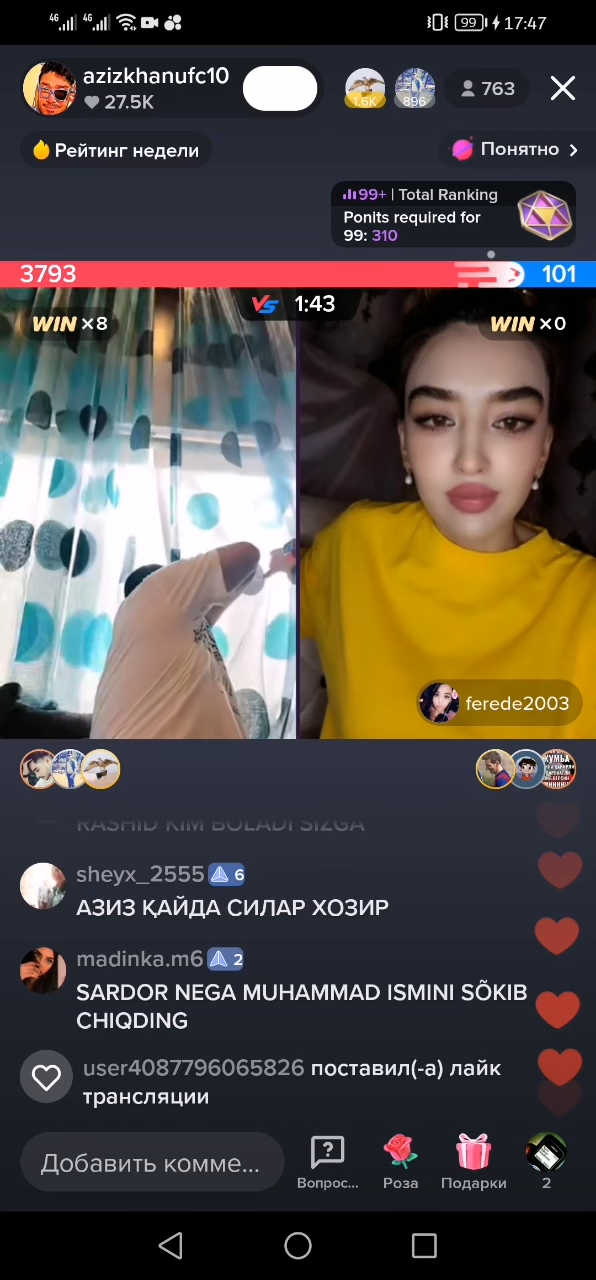 4G 4G 99 17:47
azizkhanufc10
27.5K
1.6K 896 763
Рейтинг недели
Понятно
99+ | Total Ranking
Ponits required for
99: 310
3793 101
WIN ×8 VS 1:43 WIN ×0
ferede2003
RASHID KIM BOLADI SIZGA
sheyx_2555 6
АЗИЗ ҚАЙДА СИЛАР ХОЗИР
madinka.m6 2
SARDOR NEGA MUHAMMAD ISMINI SÕKIB
CHIQDING
user4087796065826 поставил(-а) лайк
трансляции
Добавить комме...
Вопрос... Роза Подарки 2